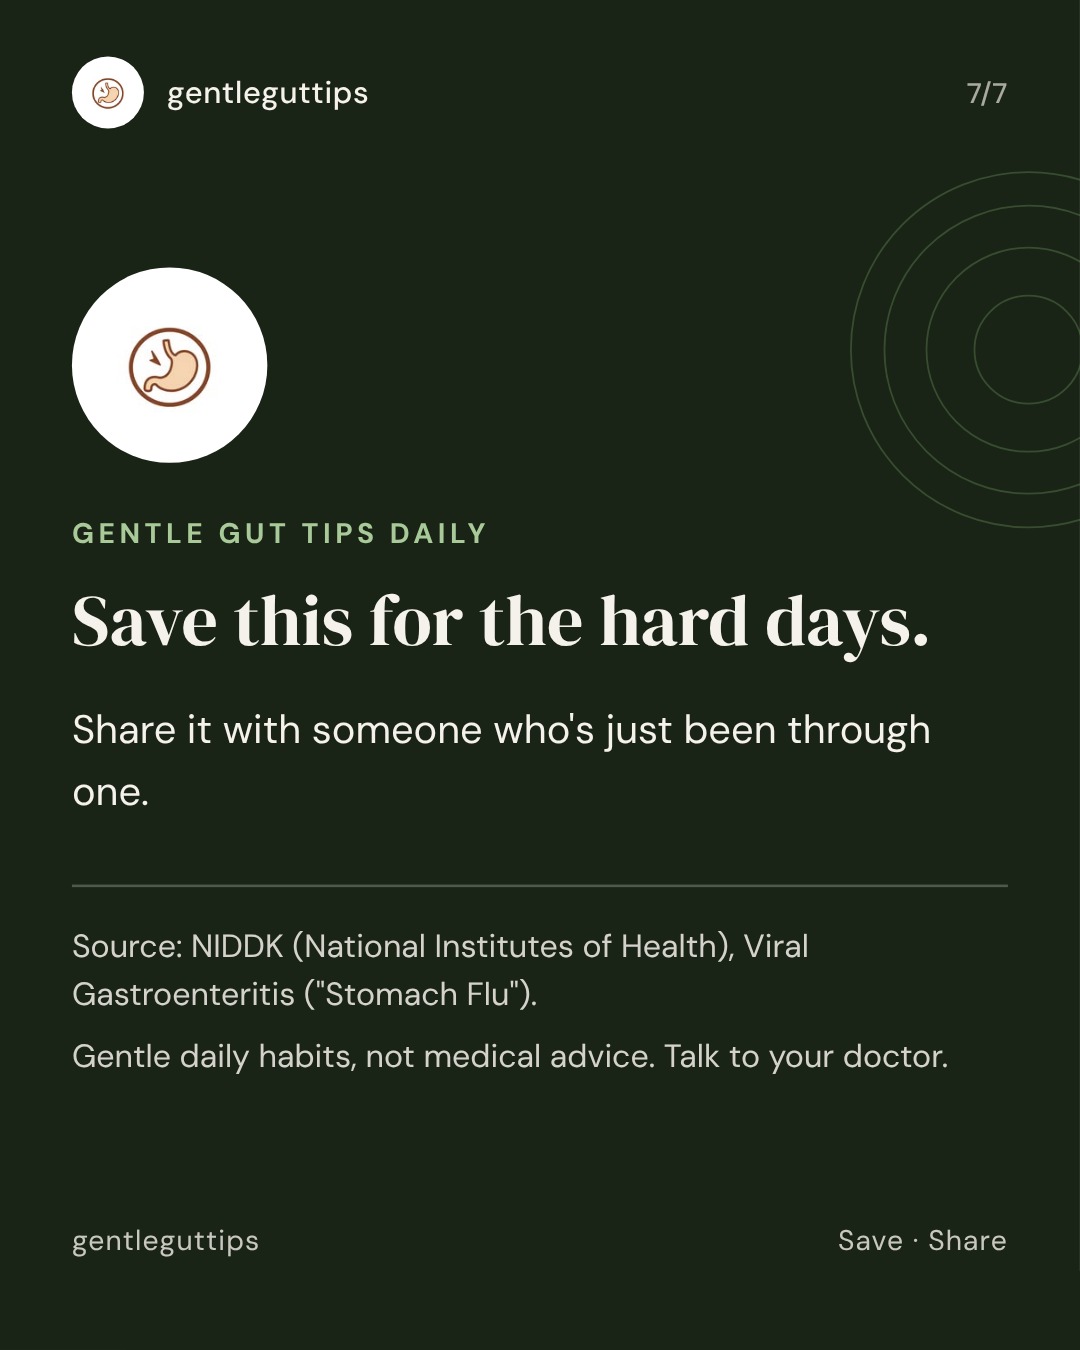 gentleguttips
7/7
GENTLE GUT TIPS DAILY
Save this for the hard days.
Share it with someone who's just been through
one.
Source: NIDDK (National Institutes of Health), Viral
Gastroenteritis ("Stomach Flu").
Gentle daily habits, not medical advice. Talk to your doctor.
gentleguttips
Save · Share